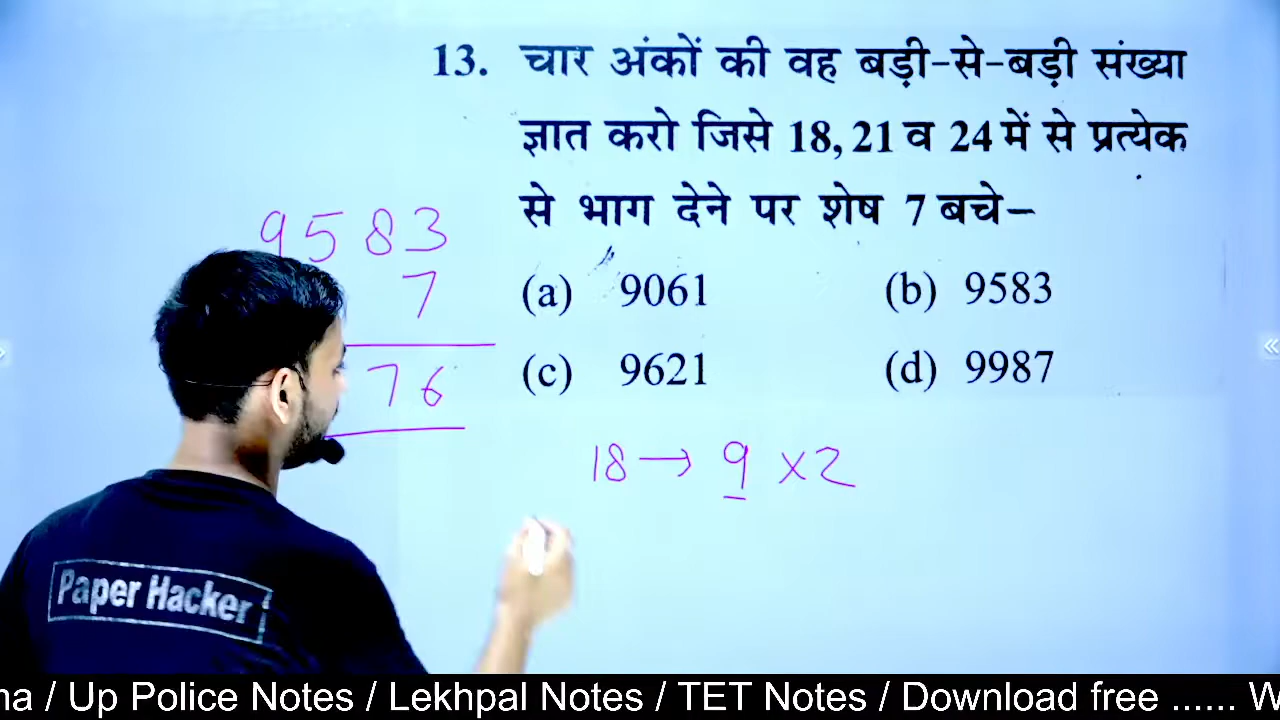 13. चार अंकों की वह बड़ी-से-बड़ी संख्या
ज्ञात करो जिसे 18, 21 व 24 में से प्रत्येक
से भाग देने पर शेष 7 बचे–
(a) 9061 (b) 9583
(c) 9621 (d) 9987
9583
7
76
18 → 9 × 2
Paper Hacker
/ Up Police Notes / Lekhpal Notes / TET Notes / Download free ......